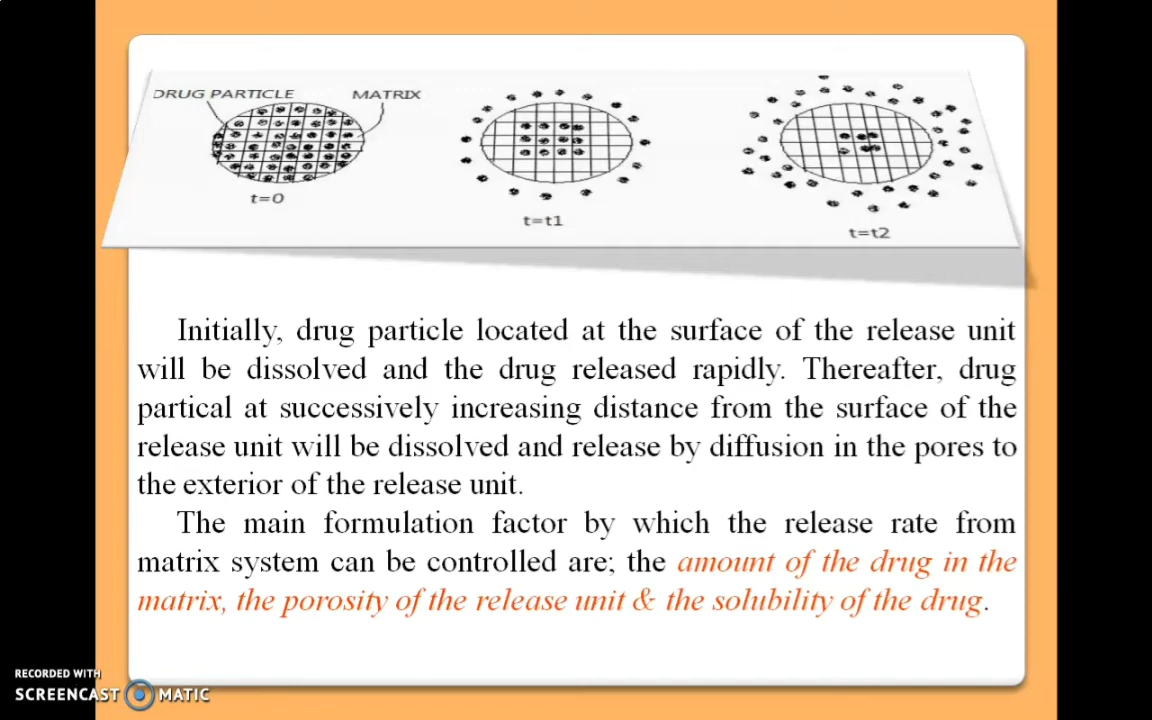 DRUG PARTICLE
MATRIX
t=0
t=t1
t=t2
Initially, drug particle located at the surface of the release unit
will be dissolved and the drug released rapidly. Thereafter, drug
partical at successively increasing distance from the surface of the
release unit will be dissolved and release by diffusion in the pores to
the exterior of the release unit.
The main formulation factor by which the release rate from
matrix system can be controlled are; the amount of the drug in the
matrix, the porosity of the release unit & the solubility of the drug.
RECORDED WITH
SCREENCAST MATIC